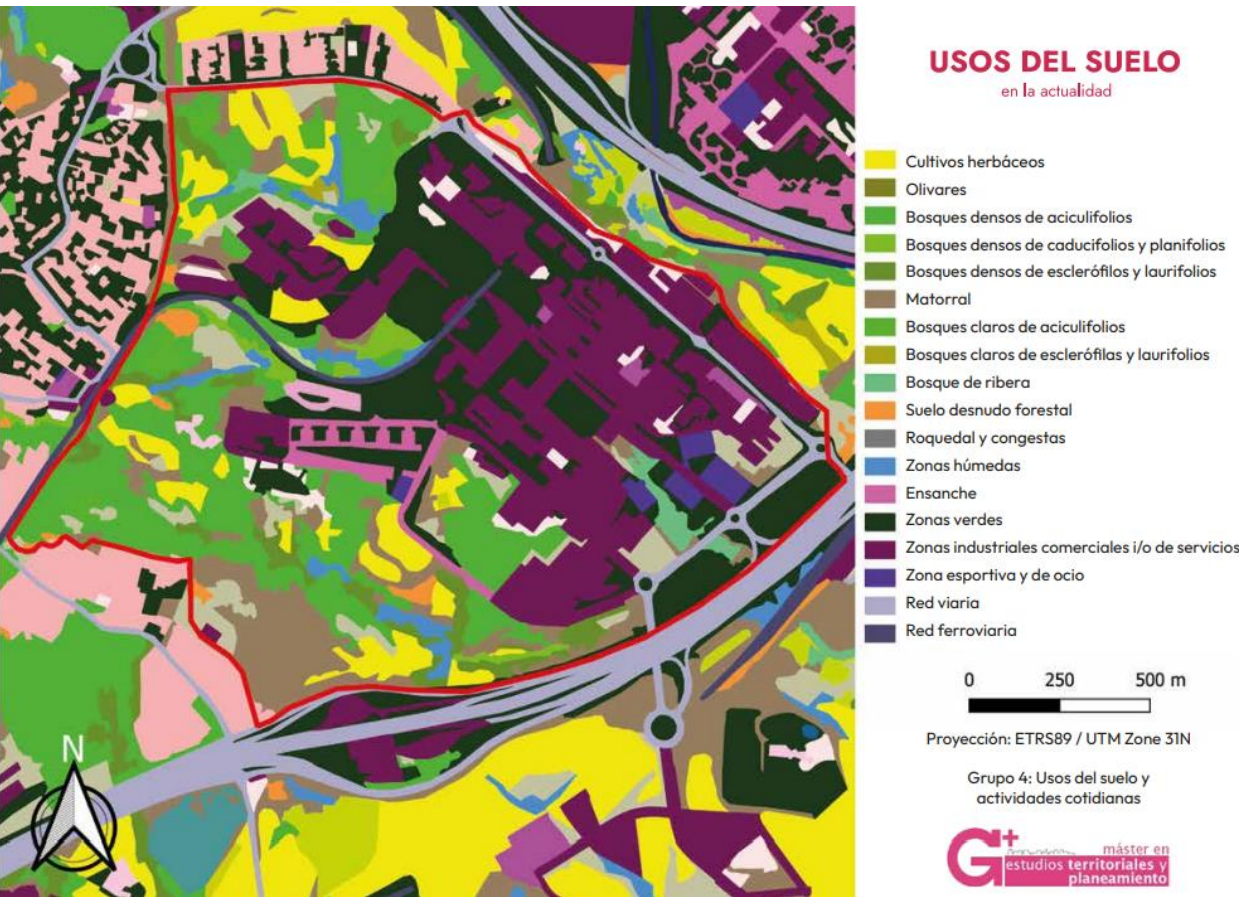 USOS DEL SUELO
en la actualidad
Cultivos herbáceos
Olivares
Bosques densos de aciculifolios
Bosques densos de caducifolios y planifolios
Bosques densos de esclerófilos y laurifolios
Matorral
Bosques claros de aciculifolios
Bosques claros de esclerófilas y laurifolios
Bosque de ribera
Suelo desnudo forestal
Roquedal y congestas
Zonas húmedas
Ensanche
Zonas verdes
Zonas industriales comerciales i/o de servicios
Zona esportiva y de ocio
Red viaria
Red ferroviaria
0 250 500 m
Proyección: ETRS89 / UTM Zone 31N
Grupo 4: Usos del suelo y
actividades cotidianas
N
G+
máster en
estudios territoriales y
planeamiento